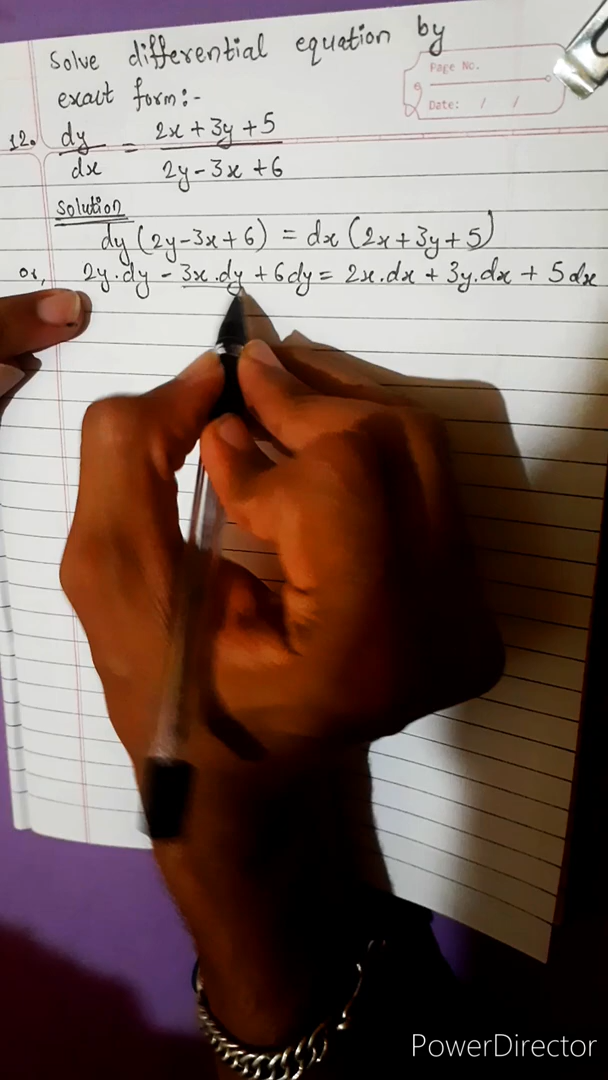 Solve differential equation by
exact form:-
Page No.
Date: / /
12. dy/dx = 2x + 3y + 5 / 2y - 3x + 6
Solution
dy (2y - 3x + 6) = dx (2x + 3y + 5)
or, 2y.dy - 3x.dy + 6dy = 2x.dx + 3y.dx + 5dx
PowerDirector